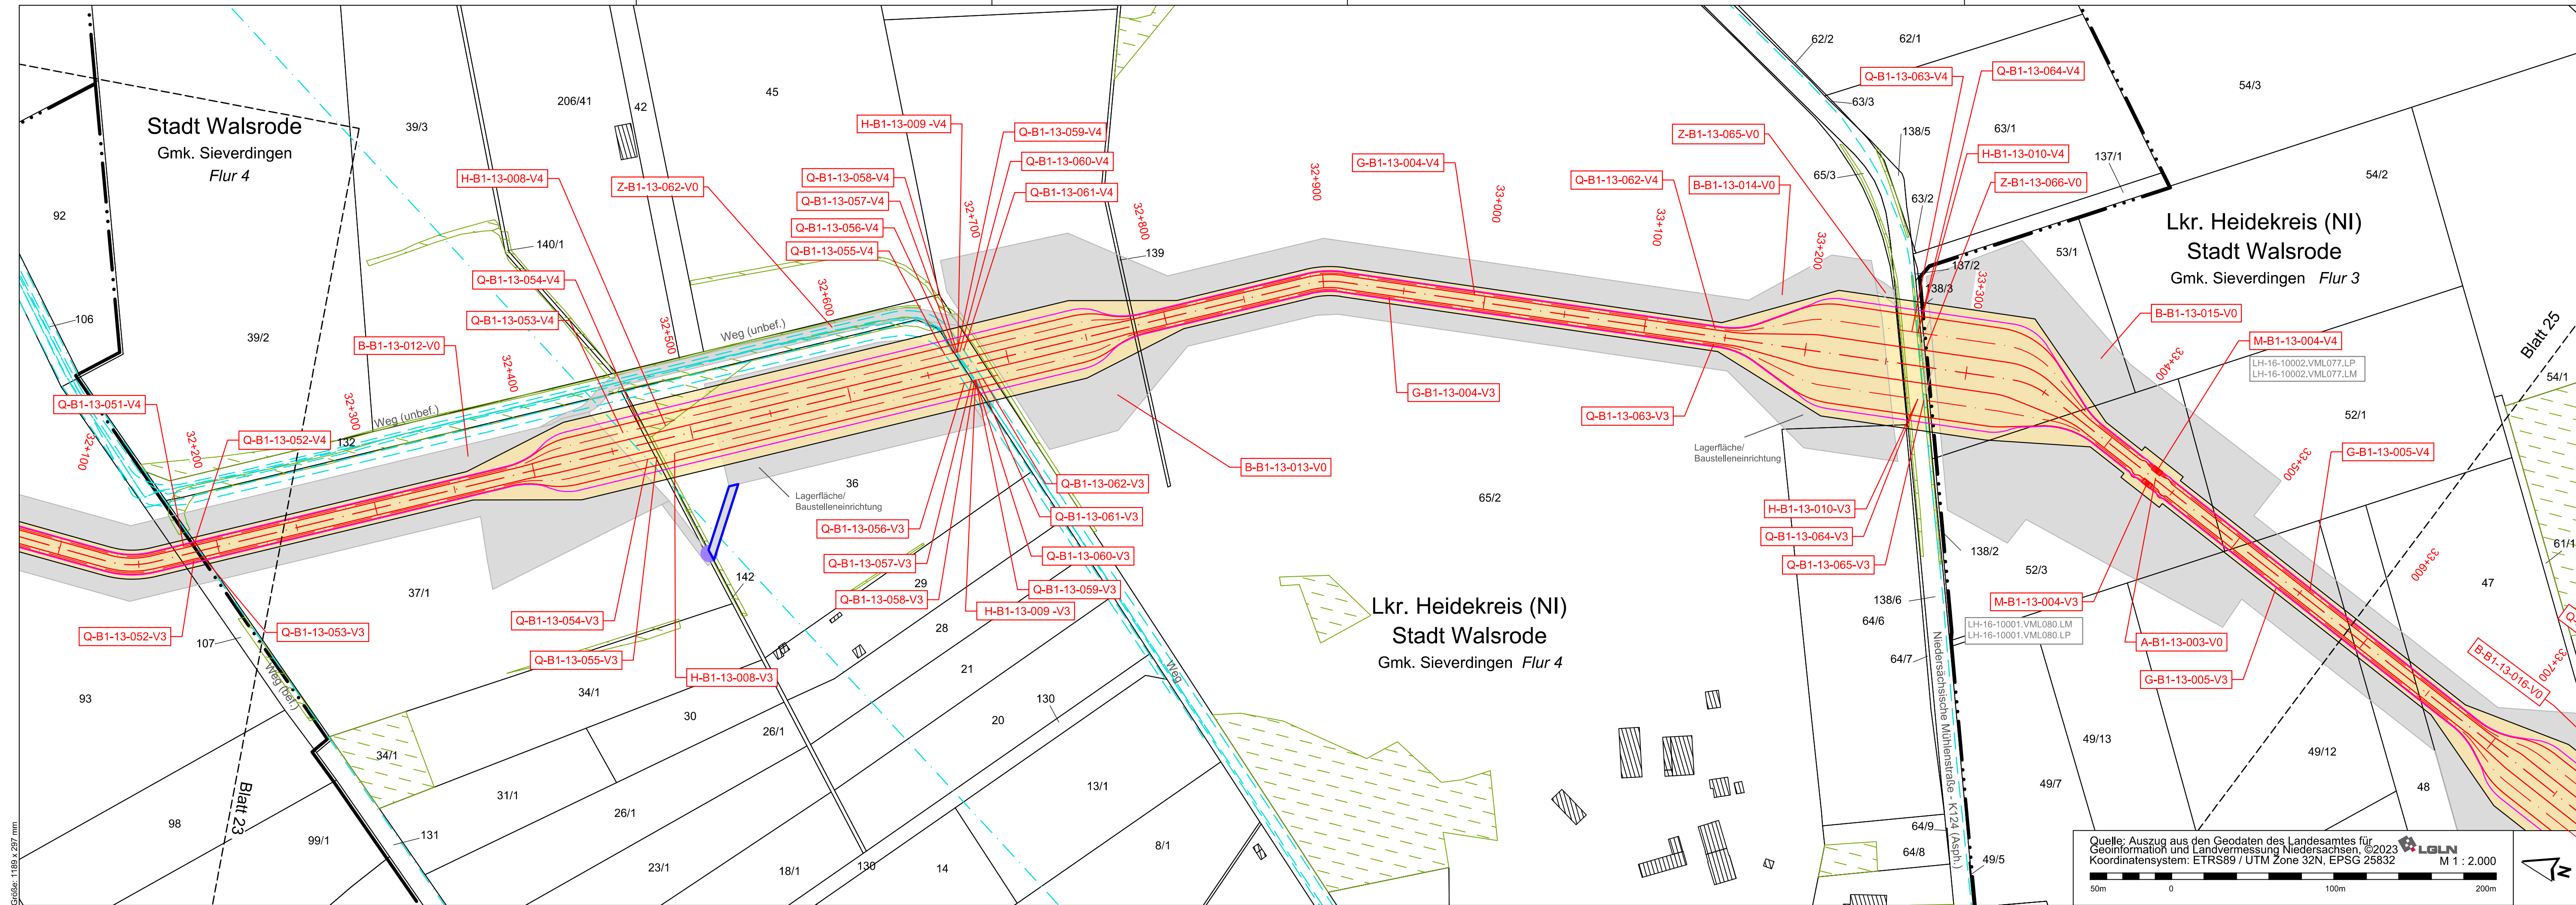 Stadt Walsrode
Gmk. Sieverdingen
Flur 4
92
106
39/3
39/2
206/41
42
45
140/1
132
Weg (unbef.)
Weg (unbef.)
H-B1-13-008-V4
Z-B1-13-062-V0
Q-B1-13-054-V4
Q-B1-13-053-V4
B-B1-13-012-V0
Q-B1-13-051-V4
Q-B1-13-052-V4
32+100
32+200
32+300
32+400
32+500
32+600
32+700
32+800
32+900
33+000
33+100
33+200
33+300
33+400
33+500
33+600
33+700
H-B1-13-009 -V4
Q-B1-13-059-V4
Q-B1-13-060-V4
Q-B1-13-061-V4
Q-B1-13-058-V4
Q-B1-13-057-V4
Q-B1-13-056-V4
Q-B1-13-055-V4
139
G-B1-13-004-V4
Q-B1-13-062-V4
B-B1-13-014-V0
Z-B1-13-065-V0
Q-B1-13-063-V4
Q-B1-13-064-V4
H-B1-13-010-V4
Z-B1-13-066-V0
62/2
62/1
63/3
138/5
63/1
65/3
63/2
137/1
137/2
138/3
53/1
54/3
54/2
Lkr. Heidekreis (NI)
Stadt Walsrode
Gmk. Sieverdingen Flur 3
B-B1-13-015-V0
M-B1-13-004-V4
LH-16-10002.VML077.LP
LH-16-10002.VML077.LM
Blatt 25
54/1
52/1
G-B1-13-005-V4
61/1
47
G-B1-13-004-V3
Q-B1-13-063-V3
Lagerfläche/
Baustelleneinrichtung
B-B1-13-013-V0
36
Lagerfläche/
Baustelleneinrichtung
Q-B1-13-062-V3
Q-B1-13-061-V3
Q-B1-13-056-V3
Q-B1-13-060-V3
Q-B1-13-057-V3
Q-B1-13-059-V3
Q-B1-13-058-V3
H-B1-13-009 -V3
65/2
H-B1-13-010-V3
Q-B1-13-064-V3
Q-B1-13-065-V3
138/2
52/3
138/6
64/6
64/7
M-B1-13-004-V3
LH-16-10001.VML080.LM
LH-16-10001.VML080.LP
A-B1-13-003-V0
G-B1-13-005-V3
B-B1-13-016-V0
Q-
37/1
142
29
28
21
20
130
13/1
Weg
Lkr. Heidekreis (NI)
Stadt Walsrode
Gmk. Sieverdingen Flur 4
Q-B1-13-052-V3
Q-B1-13-053-V3
107
Weg (bef.)
Q-B1-13-054-V3
Q-B1-13-055-V3
H-B1-13-008-V3
93
34/1
34/1
30
26/1
31/1
26/1
98
99/1
131
Blatt 23
23/1
18/1
130
14
8/1
Niedersächsische Mühlenstraße - K124 (Asph.)
64/9
64/8
49/5
49/7
49/13
49/12
48
Größe: 1189 x 297 mm
Quelle: Auszug aus den Geodaten des Landesamtes für
Geoinformation und Landvermessung Niedersachsen, ©2023 LGLN
Koordinatensystem: ETRS89 / UTM Zone 32N, EPSG 25832 M 1 : 2.000
50m 0 100m 200m
N